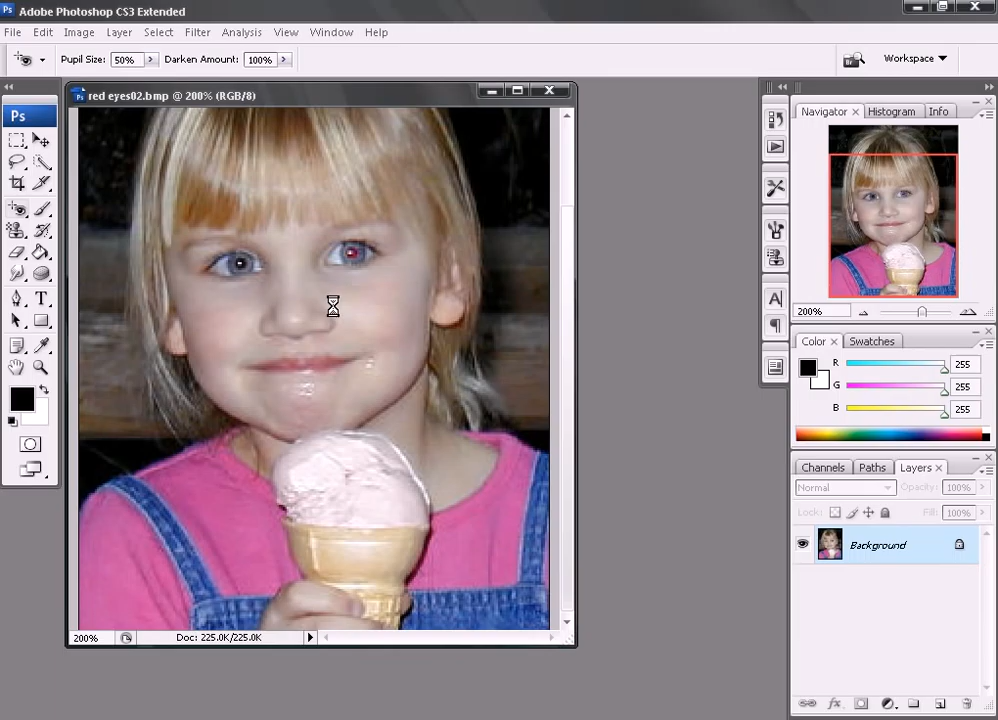 Ps Adobe Photoshop CS3 Extended
File Edit Image Layer Select Filter Analysis View Window Help
Pupil Size: 50% Darken Amount: 100% Workspace
red eyes02.bmp @ 200% (RGB/8)
Ps
Navigator Histogram Info
200%
Color Swatches
R 255
G 255
B 255
Channels Paths Layers
Normal Opacity: 100%
Lock: Fill: 100%
Background
200% Doc: 225.0K/225.0K